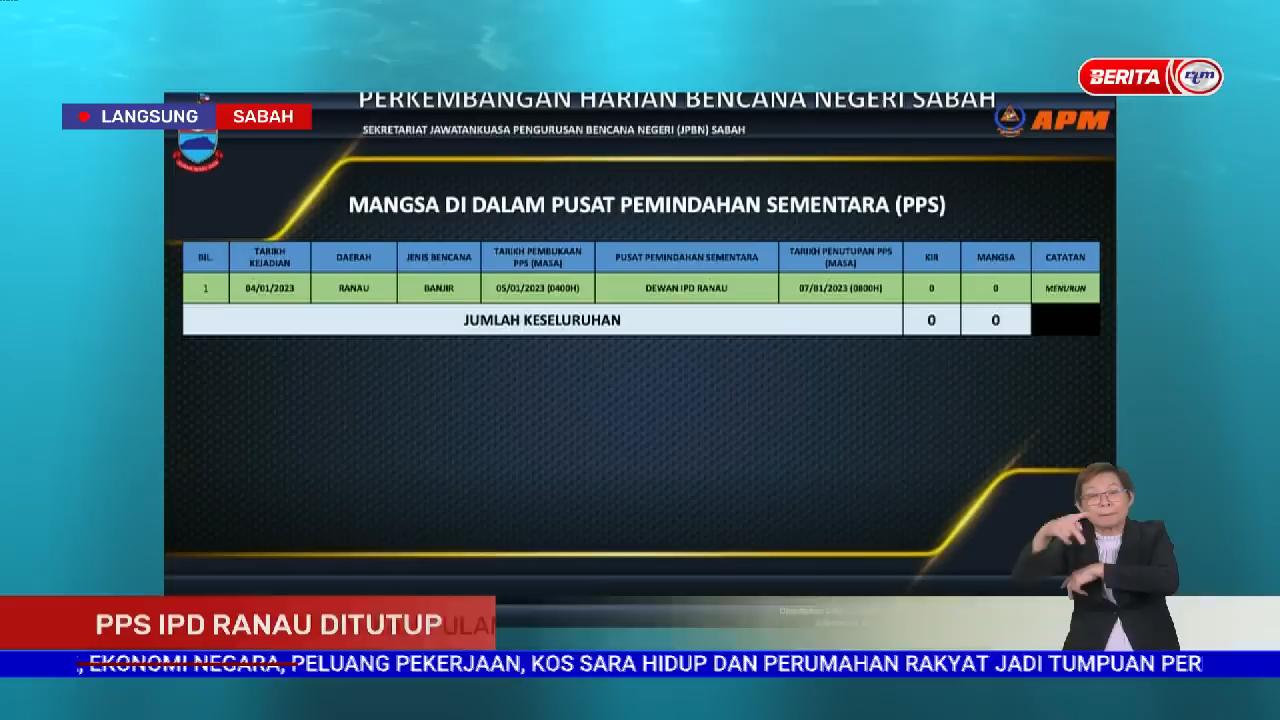 BERITA rtm
LANGSUNG SABAH
PERKEMBANGAN HARIAN BENCANA NEGERI SABAH
SEKRETARIAT JAWATANKUASA PENGURUSAN BENCANA NEGERI (JPBN) SABAH
APM
MANGSA DI DALAM PUSAT PEMINDAHAN SEMENTARA (PPS)
BIL. TARIKH KEJADIAN DAERAH JENIS BENCANA TARIKH PEMBUKAAN PPS (MASA) PUSAT PEMINDAHAN SEMENTARA TARIKH PENUTUPAN PPS (MASA) KIR MANGSA CATATAN
1 04/01/2023 RANAU BANJIR 05/01/2023 (0400H) DEWAN IPD RANAU 07/01/2023 (0800H) 0 0 MENURUN
JUMLAH KESELURUHAN 0 0
PPS IPD RANAU DITUTUP
, EKONOMI NEGARA, PELUANG PEKERJAAN, KOS SARA HIDUP DAN PERUMAHAN RAKYAT JADI TUMPUAN PER